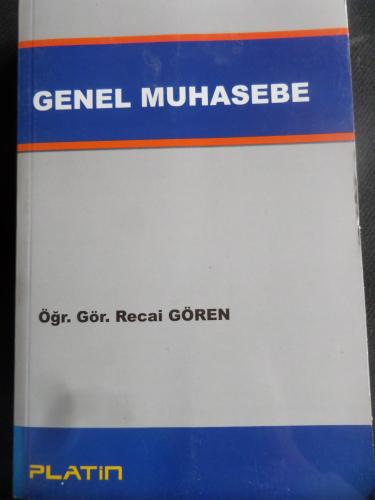 GENEL MUHASEBE
Öğr. Gör. Recai GÖREN
PLATİN